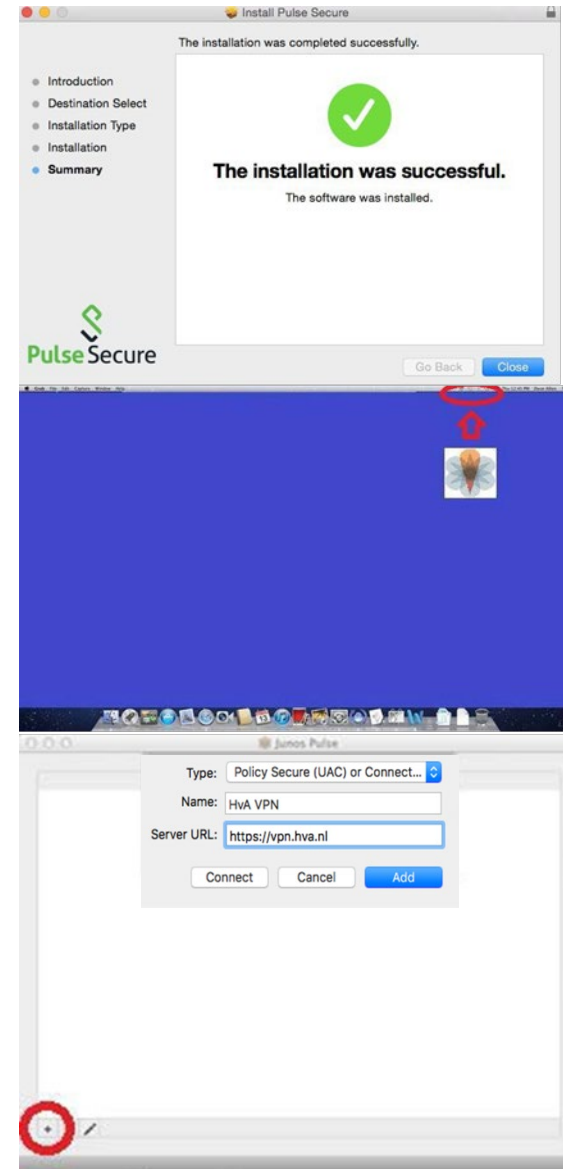 Install Pulse Secure
The installation was completed successfully.
Introduction
Destination Select
Installation Type
Installation
Summary
The installation was successful.
The software was installed.
Pulse Secure
Go Back
Close
Junos Pulse
Type: Policy Secure (UAC) or Connect...
Name: HvA VPN
Server URL: https://vpn.hva.nl
Connect Cancel Add